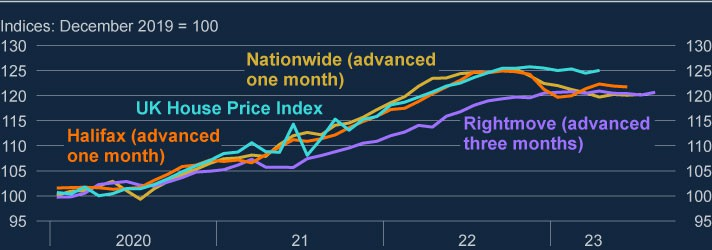 Indices: December 2019 = 100
130 130
125 125
120 120
115 115
110 110
105 105
100 100
95 95
Nationwide (advanced
one month)
UK House Price Index
Halifax (advanced
one month)
Rightmove (advanced
three months)
2020 21 22 23